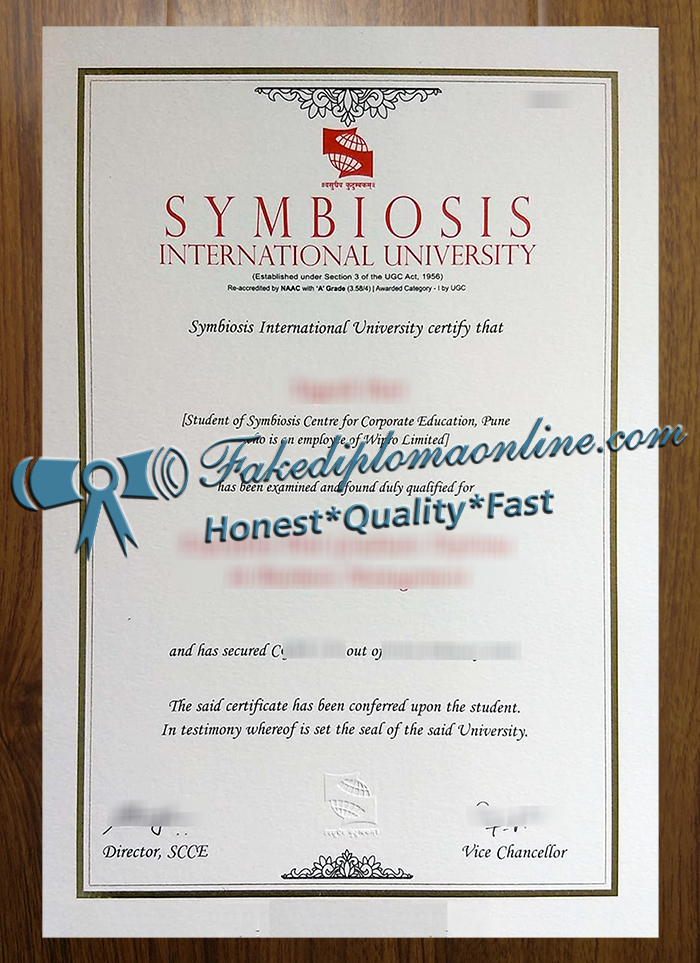 ॥वसुधैव कुटुम्बकम्॥
SYMBIOSIS
INTERNATIONAL UNIVERSITY
(Established under Section 3 of the UGC Act, 1956)
Re-accredited by NAAC with 'A' Grade (3.58/4) | Awarded Category - I by UGC
Symbiosis International University certify that
[Student of Symbiosis Centre for Corporate Education, Pune
who is an employee of Wipro Limited]
Fakediplomaonline.com
has been examined and found duly qualified for
Honest*Quality*Fast
and has secured out of
The said certificate has been conferred upon the student.
In testimony whereof is set the seal of the said University.
Director, SCCE
Vice Chancellor